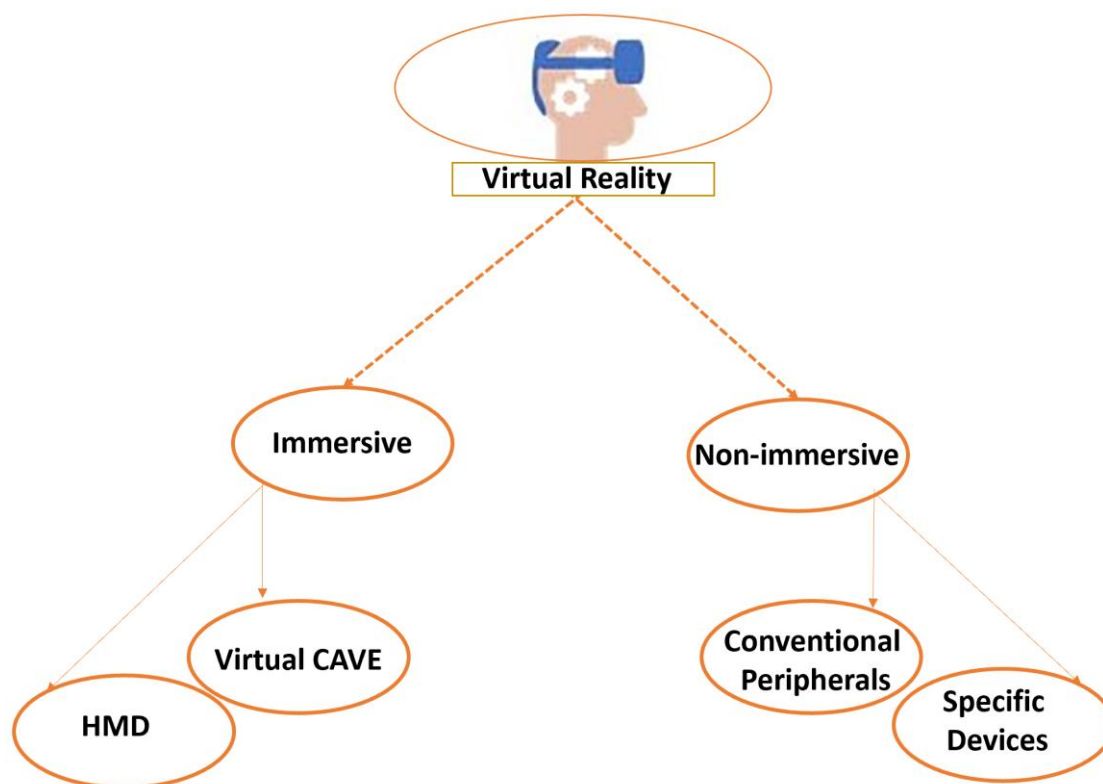 Virtual Reality
Immersive
Non-immersive
Virtual CAVE
HMD
Conventional
Peripherals
Specific
Devices